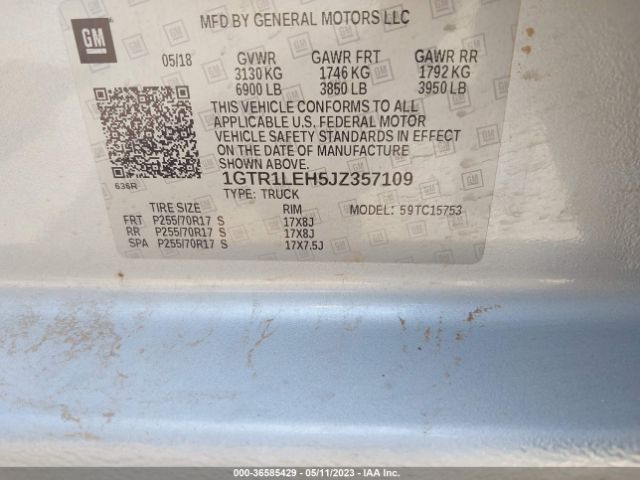 MFD BY GENERAL MOTORS LLC
GM
05/18 GVWR GAWR FRT GAWR RR
3130 KG 1746 KG 1792 KG
6900 LB 3850 LB 3950 LB
THIS VEHICLE CONFORMS TO ALL
APPLICABLE U.S. FEDERAL MOTOR
VEHICLE SAFETY STANDARDS IN EFFECT
ON THE DATE OF MANUFACTURE
SHOWN ABOVE.
636R
1GTR1LEH5JZ357109
TYPE: TRUCK
TIRE SIZE RIM MODEL: 59TC15753
FRT P255/70R17 S 17X8J
RR P255/70R17 S 17X8J
SPA P255/70R17 S 17X7.5J
000-36585429 - 05/11/2023 - IAA Inc.